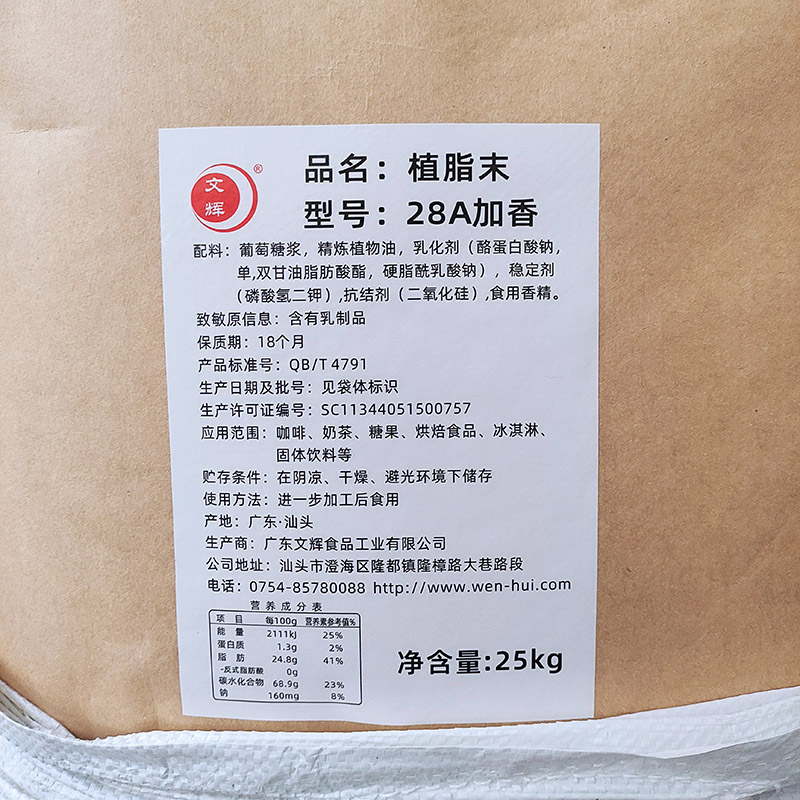 文
辉
®
品名：植脂末
型号：28A加香
配料：葡萄糖浆，精炼植物油，乳化剂（酪蛋白酸钠，
单,双甘油脂肪酸酯，硬脂酰乳酸钠），稳定剂
（磷酸氢二钾）,抗结剂（二氧化硅）,食用香精。
致敏原信息：含有乳制品
保质期：18个月
产品标准号：QB/T 4791
生产日期及批号：见袋体标识
生产许可证编号：SC11344051500757
应用范围：咖啡、奶茶、糖果、烘焙食品、冰淇淋、
固体饮料等
贮存条件：在阴凉、干燥、避光环境下储存
使用方法：进一步加工后食用
产地：广东·汕头
生产商：广东文辉食品工业有限公司
公司地址：汕头市澄海区隆都镇隆樟路大巷路段
电话：0754-85780088 http://www.wen-hui.com
营养成分表
项 目 每100g 营养素参考值%
能 量 2111kJ 25%
蛋白质 1.3g 2%
脂 肪 24.8g 41%
-反式脂肪酸 0g
碳水化合物 68.9g 23%
钠 160mg 8%
净含量:25kg